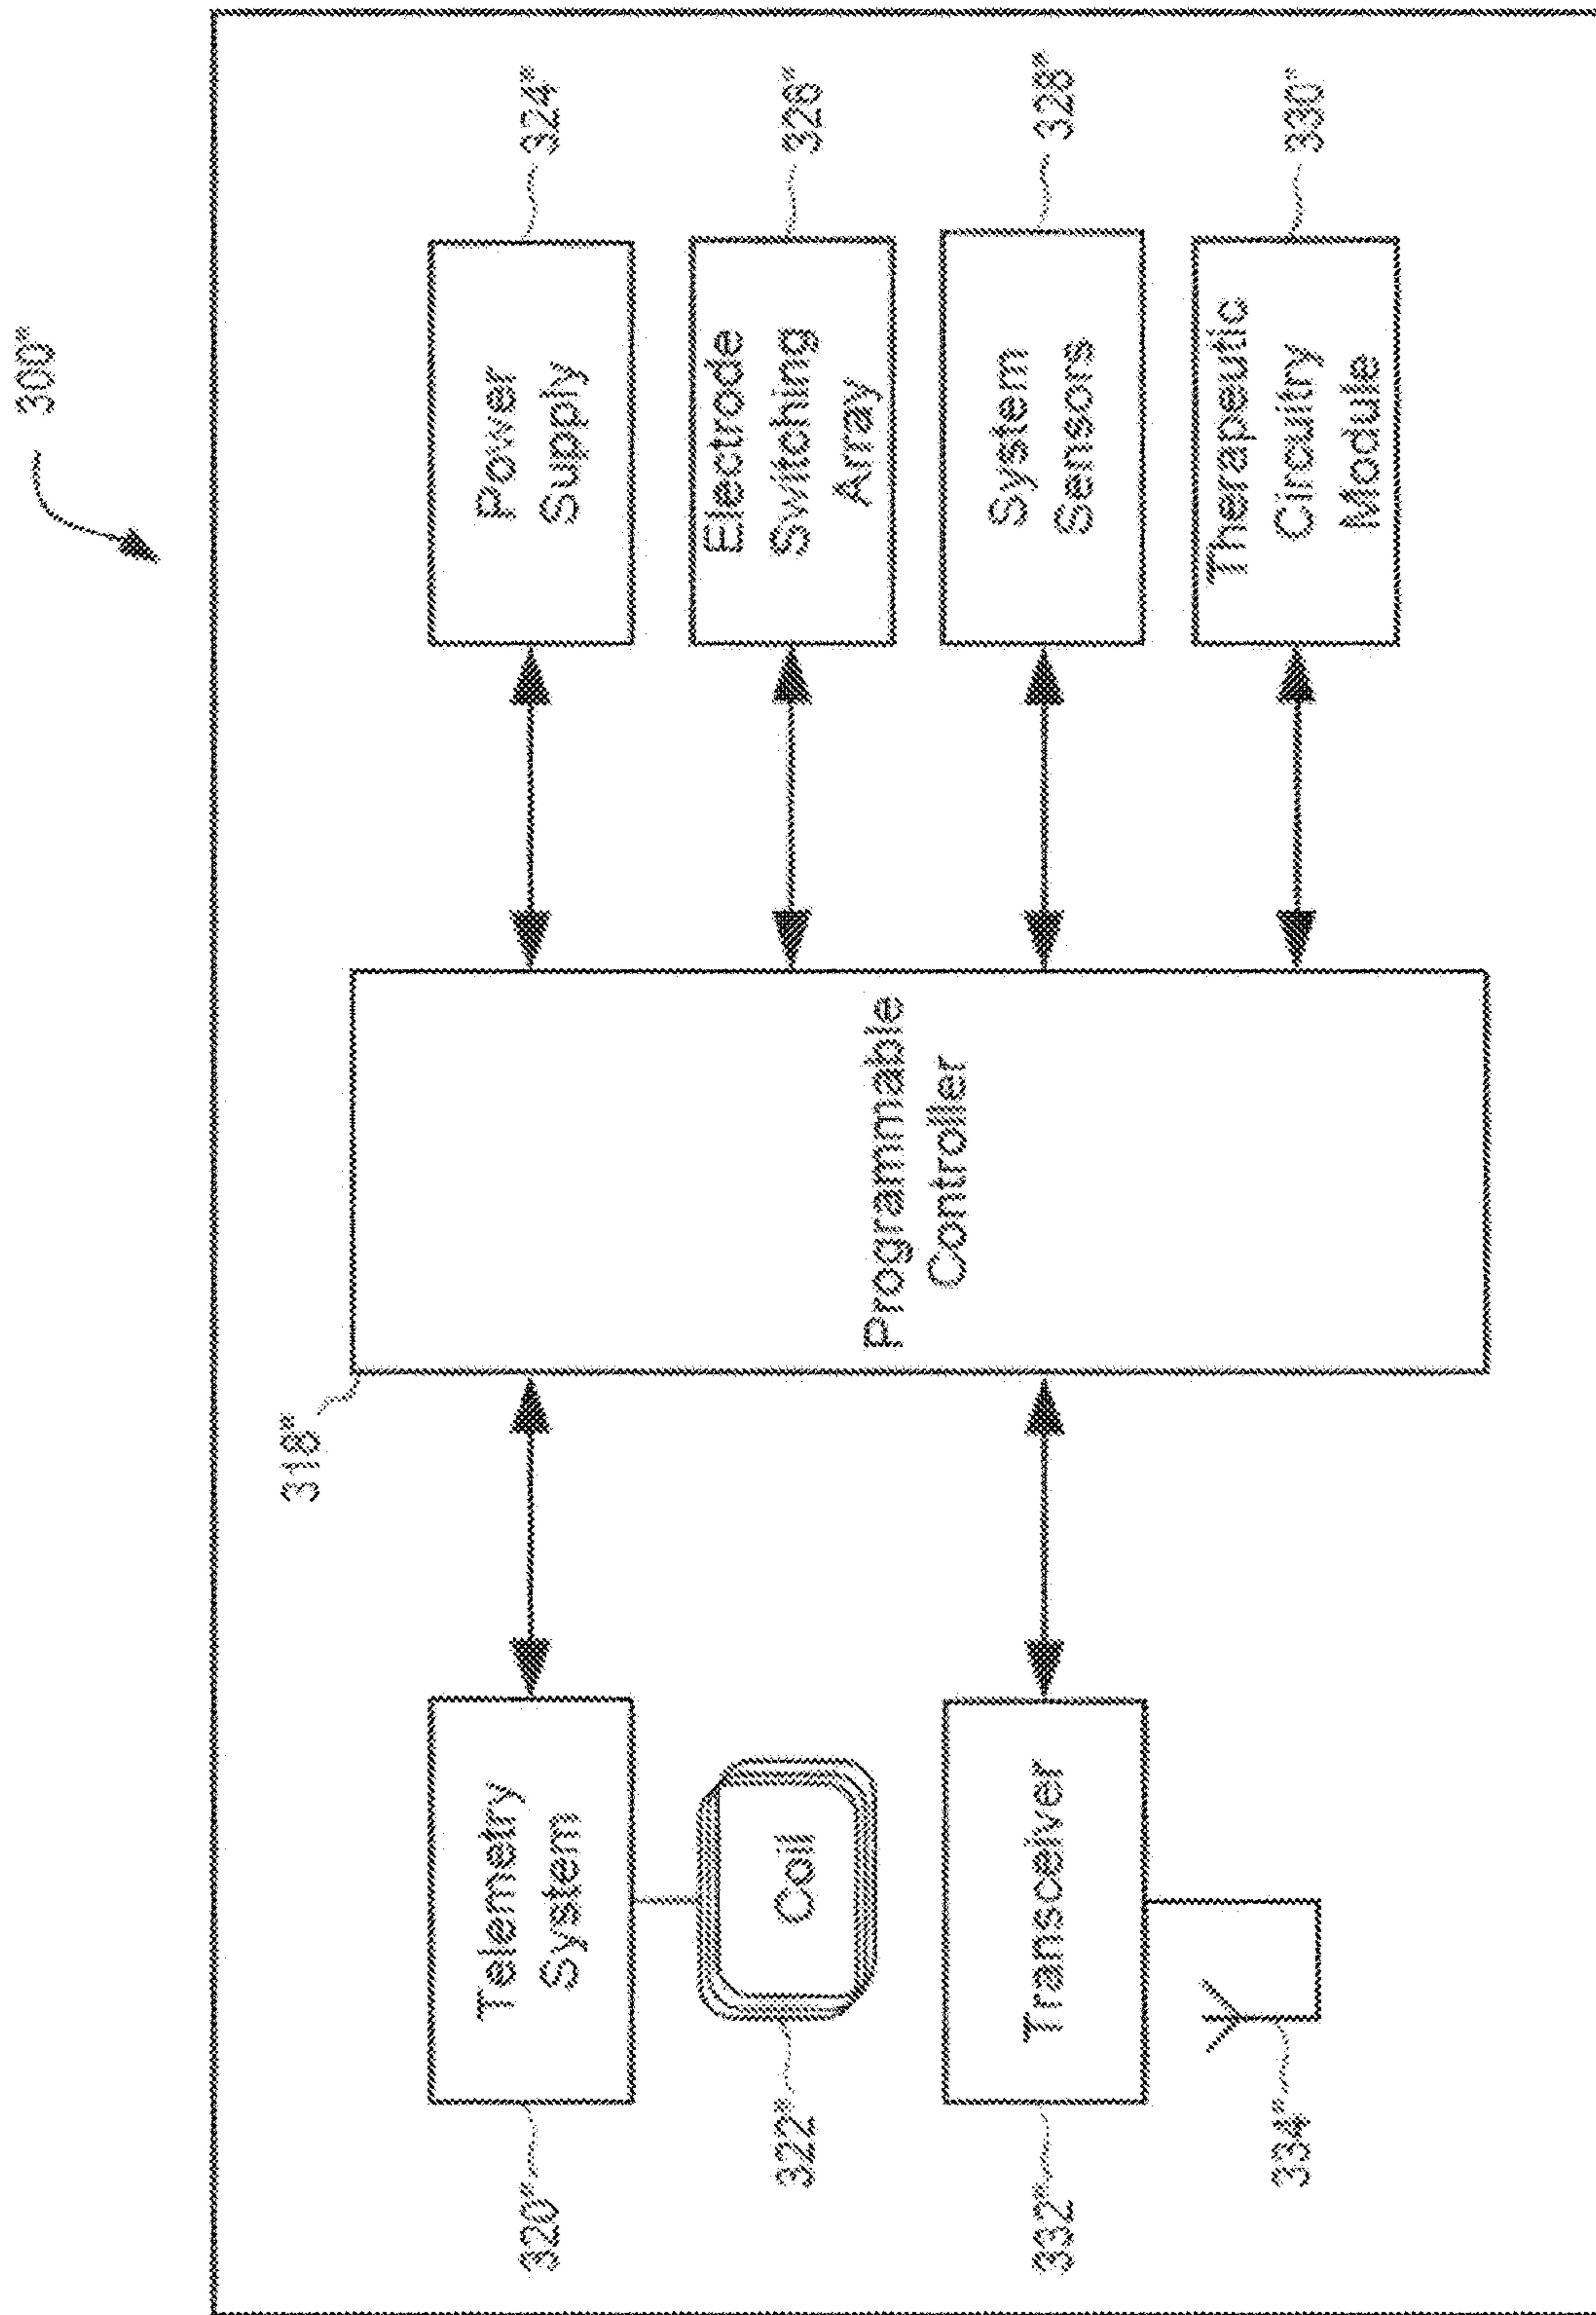 300"
318"
320"
Telemetry
System
Power
Supply
324"
322"
Coil
Programmable
Controller
Electrode
Switching
Array
332"
Transceiver
System
Sensors
328"
334"
Therapeutic
Circuitry
Module
330"